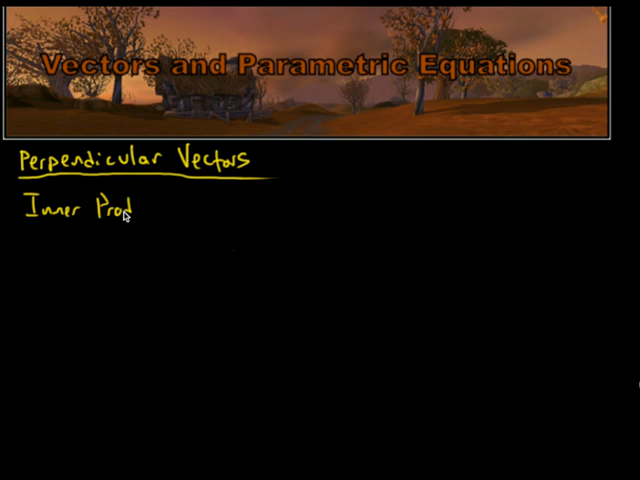 Vectors and Parametric Equations
Perpendicular Vectors
Inner Prod